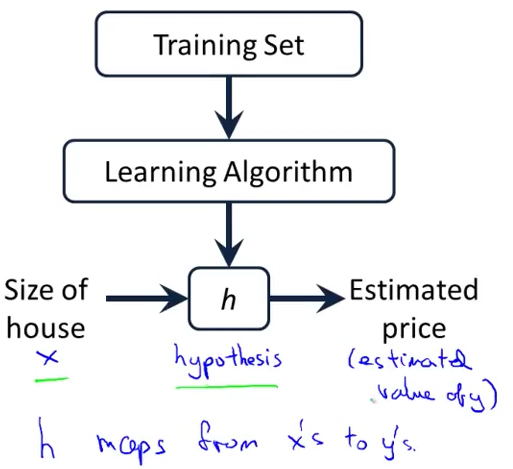 Training Set
Learning Algorithm
Size of
house
h
Estimated
price
x
hypothesis
(estimated
value of y)
h maps from x's to y's.